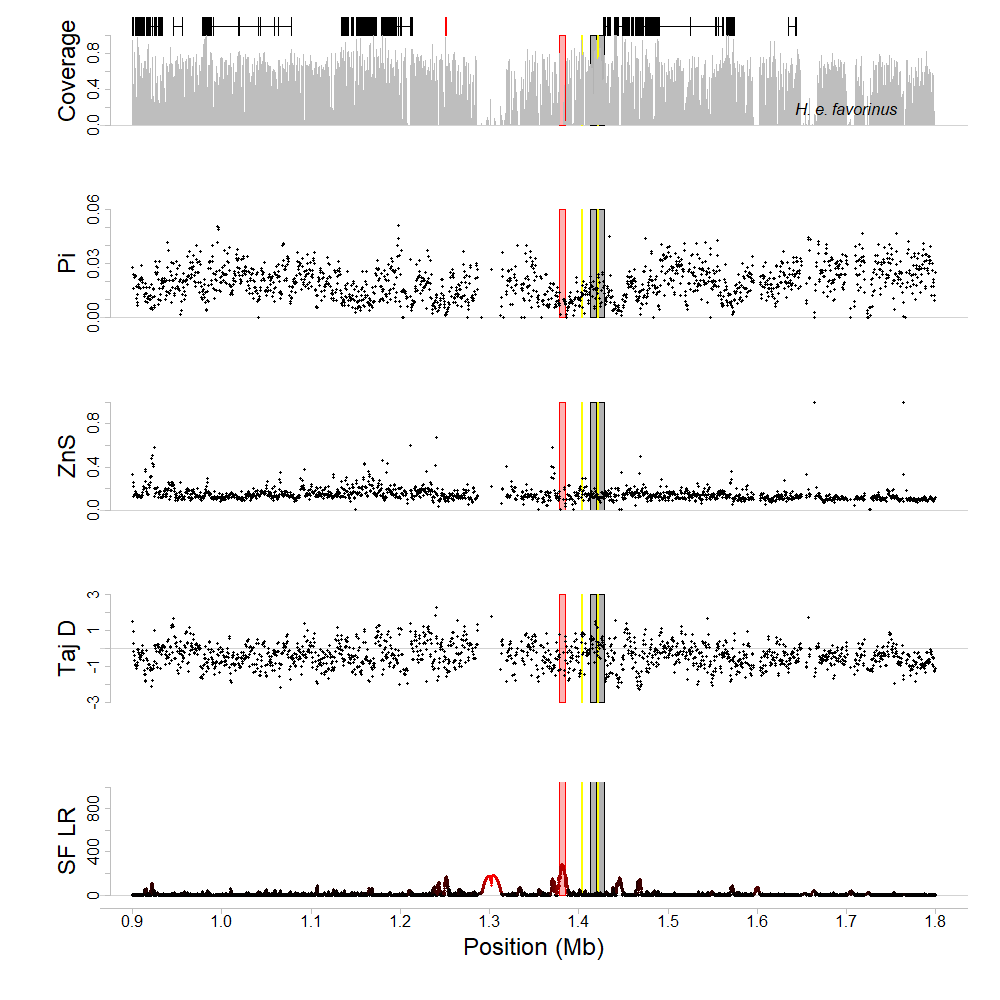 Coverage
0.0 0.4 0.8
H. e. favorinus
Pi
0.00 0.03 0.06
ZnS
0.0 0.4 0.8
Taj D
-3 -1 1 3
SF LR
0 400 800
0.9 1.0 1.1 1.2 1.3 1.4 1.5 1.6 1.7 1.8
Position (Mb)